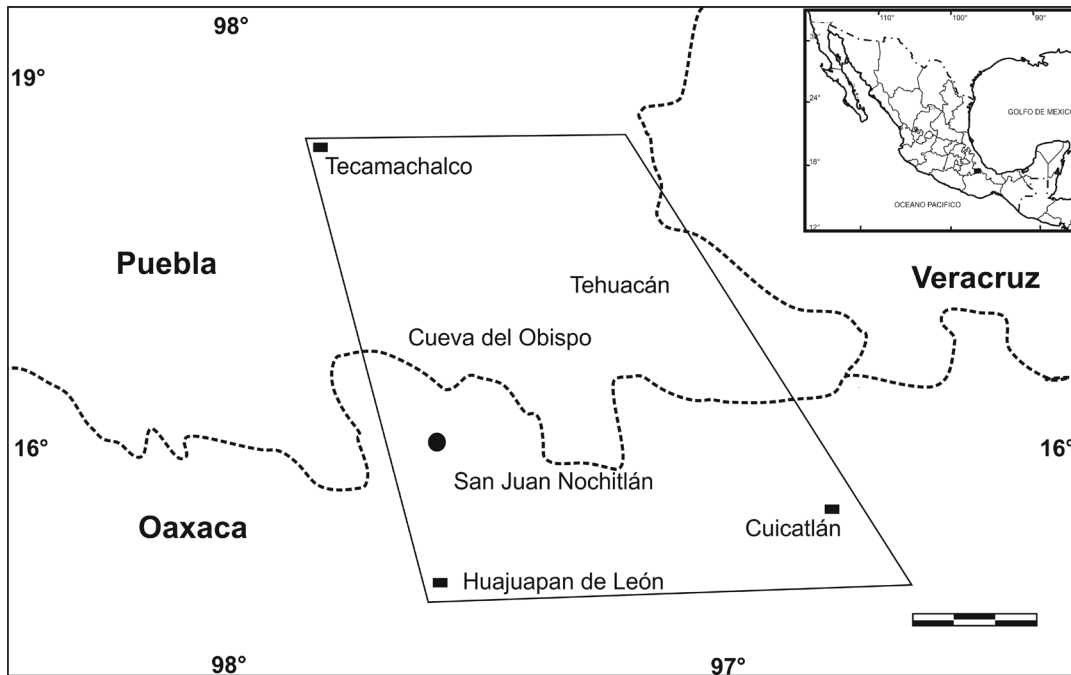 98°
110°
100°
90°
19°
30°
24°
GOLFO DE MEXICO
Tecamachalco
18°
OCEANO PACIFICO
12°
Puebla
Veracruz
Tehuacán
Cueva del Obispo
16°
16°
San Juan Nochitlán
Oaxaca
Cuicatlán
Huajuapan de León
98°
97°